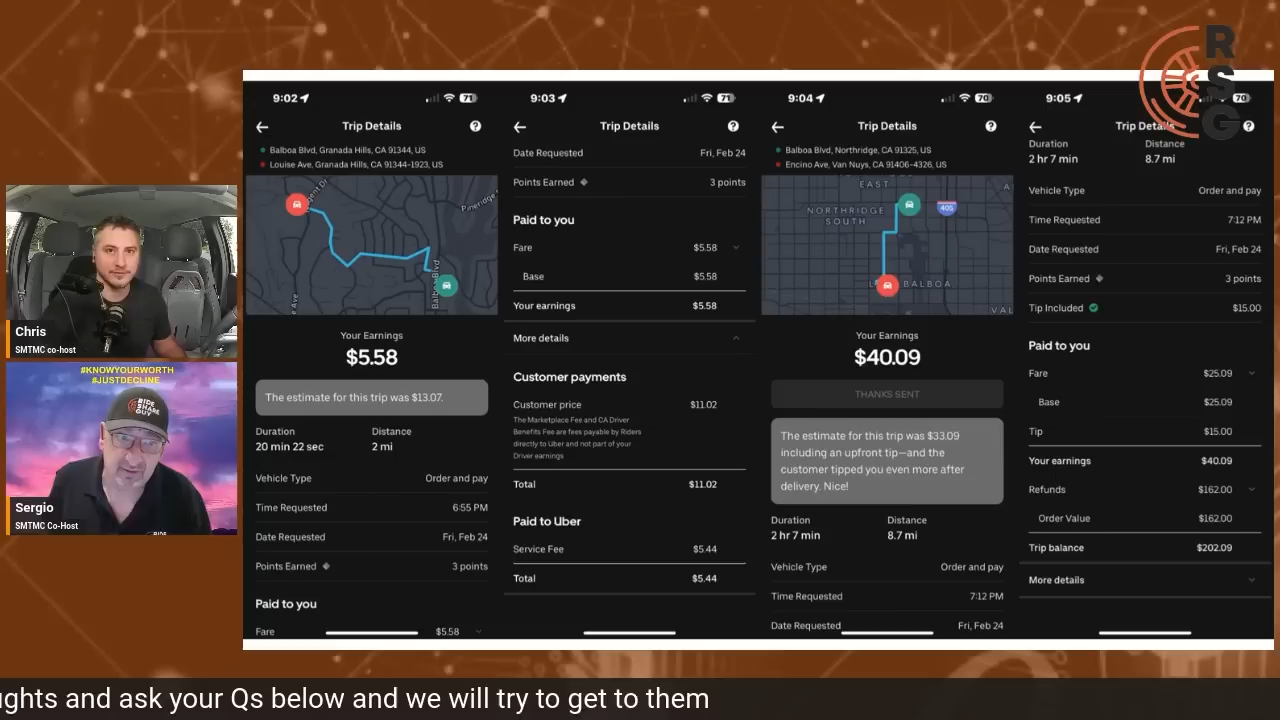 RSG
Chris
SMTMC co-host
#KNOWYOURWORTH
#JUSTDECLINE
RIDE
SHARE
GUY
Sergio
SMTMC Co-Host
9:02
71
Trip Details
Balboa Blvd, Granada Hills, CA 91344, US
Louise Ave, Granada Hills, CA 91344-1923, US
Pineridge
Balboa Blvd
Your Earnings
$5.58
The estimate for this trip was $13.07.
Duration
Distance
20 min 22 sec
2 mi
Vehicle Type
Order and pay
Time Requested
6:55 PM
Date Requested
Fri, Feb 24
Points Earned
3 points
Paid to you
Fare
$5.58
9:03
71
Trip Details
Date Requested
Fri, Feb 24
Points Earned
3 points
Paid to you
Fare
$5.58
Base
$5.58
Your earnings
$5.58
More details
Customer payments
Customer price
$11.02
The Marketplace Fee and CA Driver
Benefits Fee are fees payable by Riders
directly to Uber and not part of your
Driver earnings
Total
$11.02
Paid to Uber
Service Fee
$5.44
Total
$5.44
9:04
70
Trip Details
Balboa Blvd, Northridge, CA 91325, US
Encino Ave, Van Nuys, CA 91406-4326, US
EAST
NORTHRIDGE
SOUTH
405
BALBOA
VAL
Your Earnings
$40.09
THANKS SENT
The estimate for this trip was $33.09
including an upfront tip—and the
customer tipped you even more after
delivery. Nice!
Duration
Distance
2 hr 7 min
8.7 mi
Vehicle Type
Order and pay
Time Requested
7:12 PM
Date Requested
Fri, Feb 24
9:05
70
Trip Details
Duration
Distance
2 hr 7 min
8.7 mi
Vehicle Type
Order and pay
Time Requested
7:12 PM
Date Requested
Fri, Feb 24
Points Earned
3 points
Tip Included
$15.00
Paid to you
Fare
$25.09
Base
$25.09
Tip
$15.00
Your earnings
$40.09
Refunds
$162.00
Order Value
$162.00
Trip balance
$202.09
More details
ughts and ask your Qs below and we will try to get to them